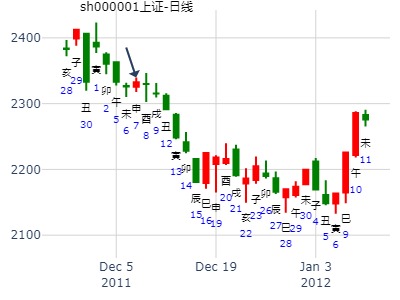 sh000001上证-日线
2400
2300
2200
2100
亥
28
子
29
丑
30
寅
1
卯
2
午
5
未
6
申
7
酉
8
戌
9
丑
12
寅
13
卯
14
辰
15
巳
16
申
19
酉
20
戌
21
亥
22
子
23
卯
26
辰
27
巳
28
午
29
未
30
子
4
丑
5
寅
6
巳
9
午
10
未
11
Dec 5
2011
Dec 19
Jan 3
2012